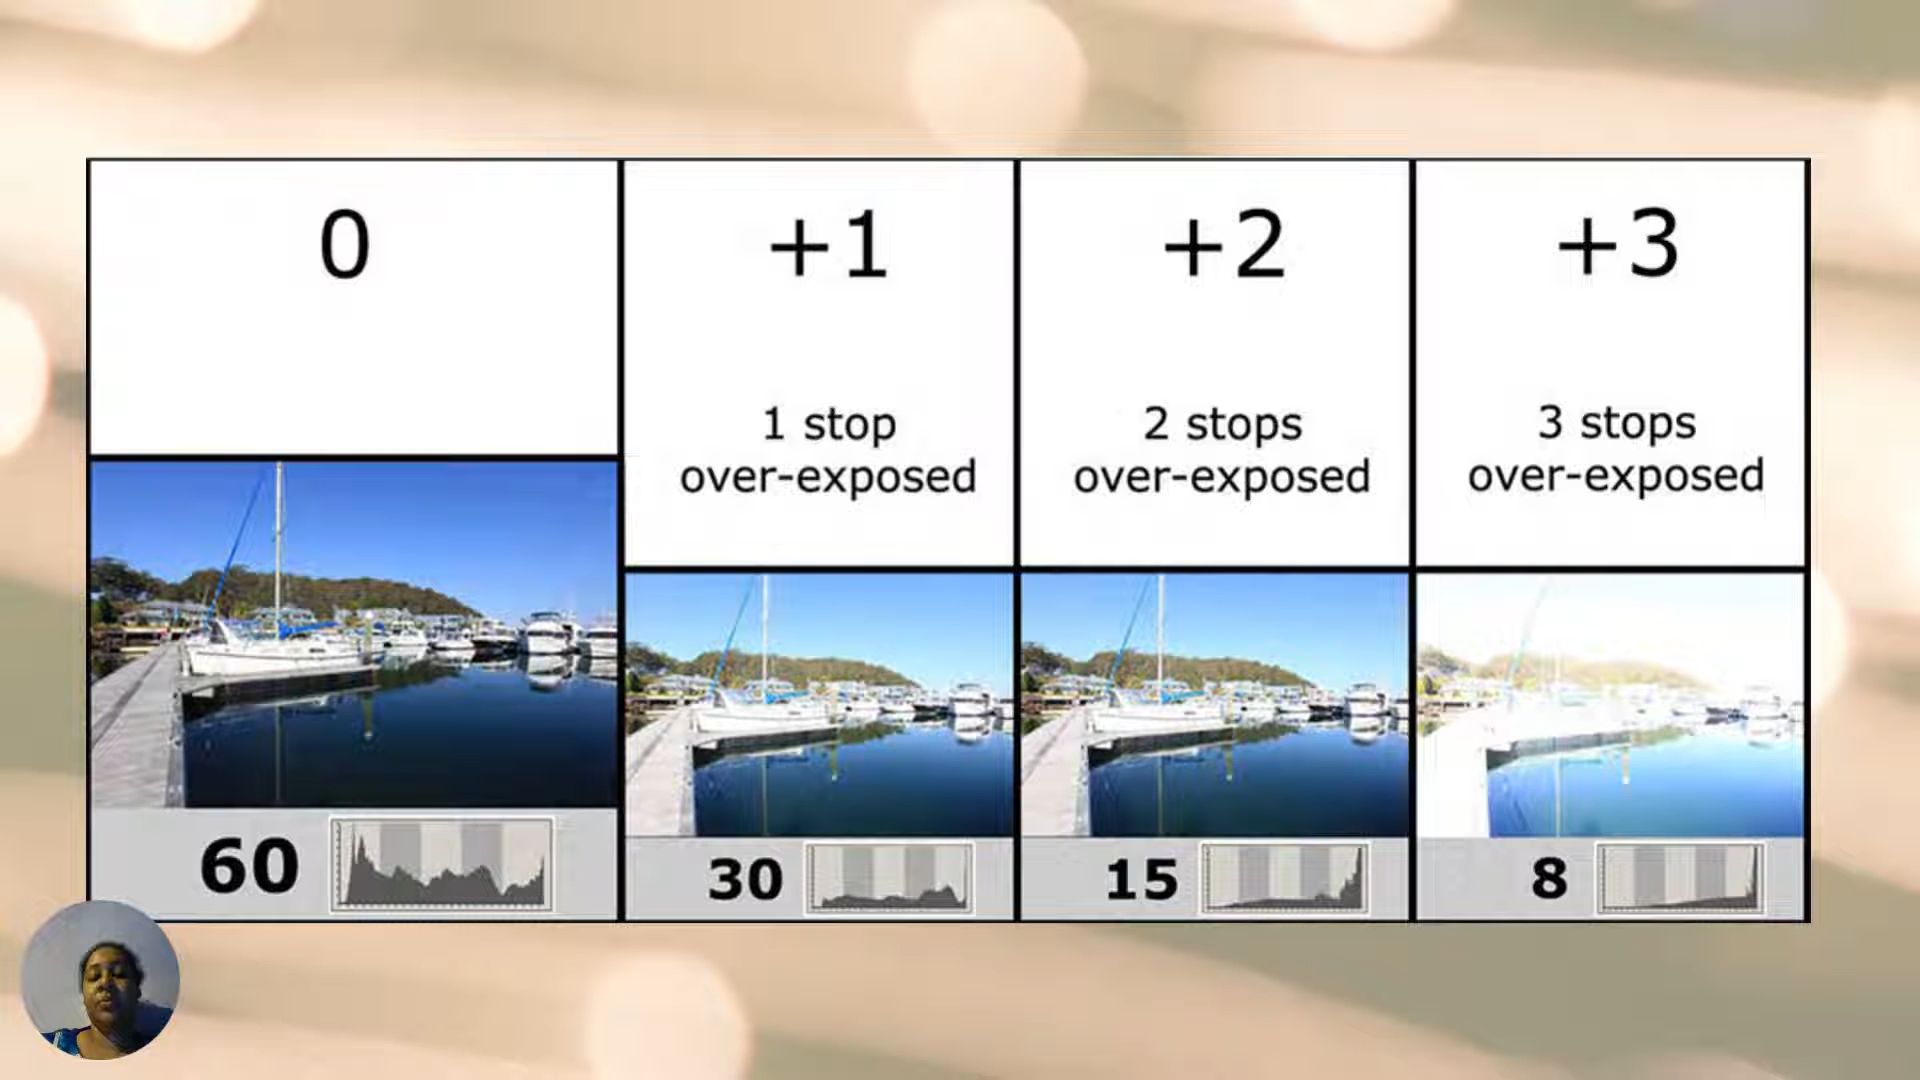 0
+1
1 stop
over-exposed
+2
2 stops
over-exposed
+3
3 stops
over-exposed
60
30
15
8